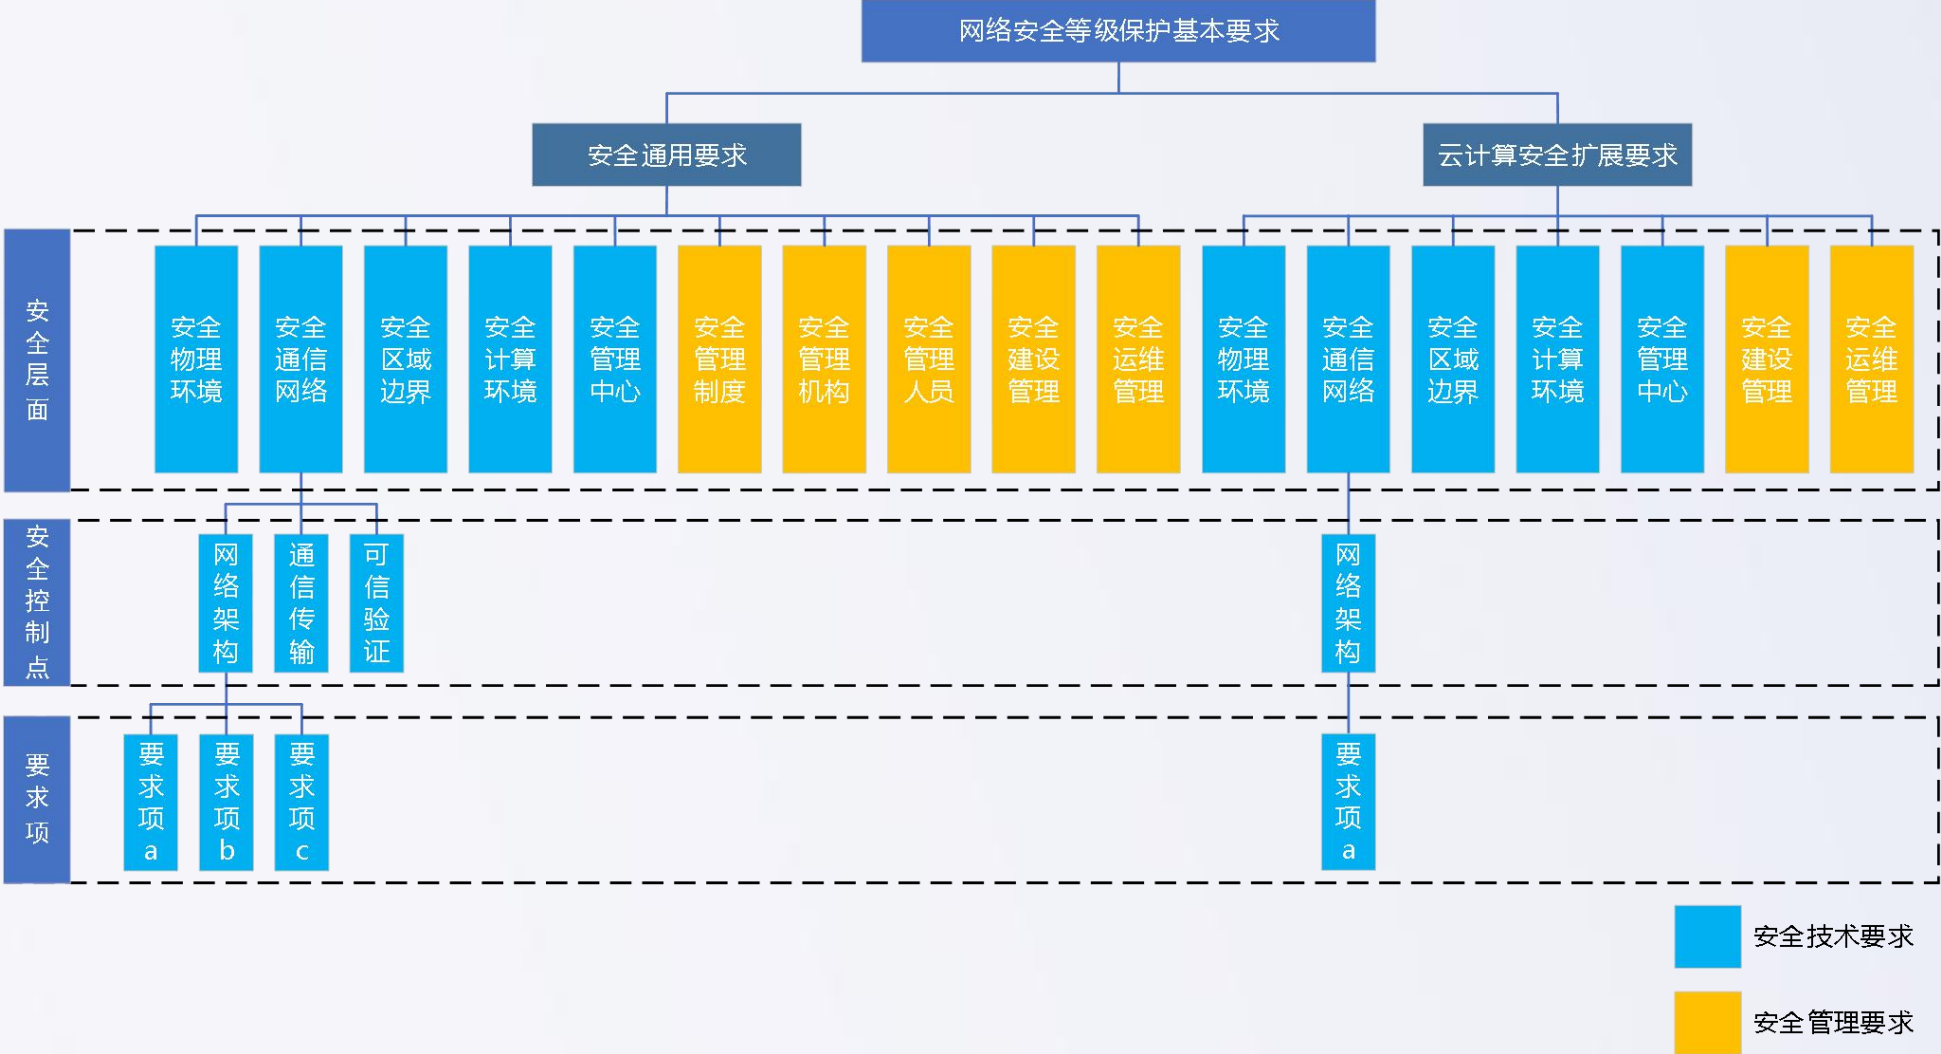 网络安全等级保护基本要求
安全通用要求
云计算安全扩展要求
安全层面
安全
物理
环境
安全
通信
网络
安全
区域
边界
安全
计算
环境
安全
管理
中心
安全
管理
制度
安全
管理
机构
安全
管理
人员
安全
建设
管理
安全
运维
管理
安全
物理
环境
安全
通信
网络
安全
区域
边界
安全
计算
环境
安全
管理
中心
安全
建设
管理
安全
运维
管理
安全控制点
网络架构
通信传输
可信验证
网络架构
要求项
要求项a
要求项b
要求项c
要求项a
安全技术要求
安全管理要求